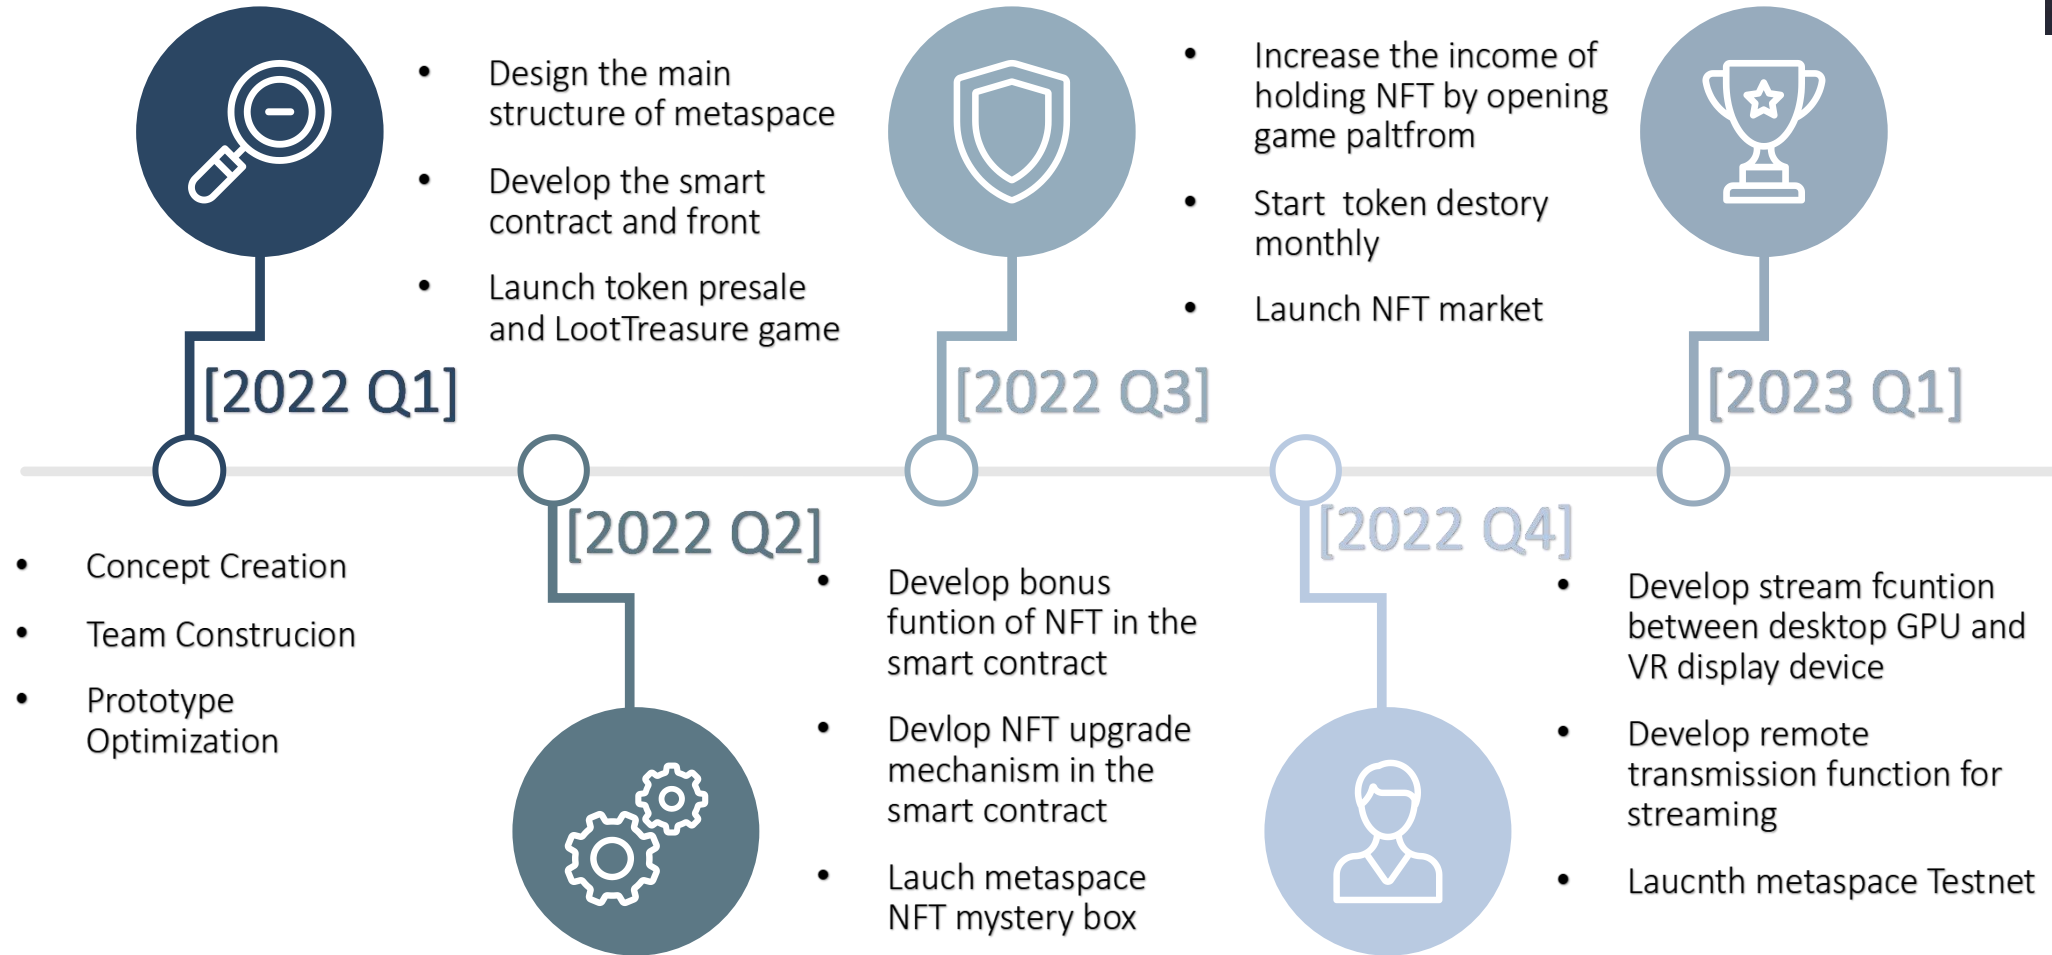 • Design the main
structure of metaspace
• Develop the smart
contract and front
• Launch token presale
and LootTreasure game
• Increase the income of
holding NFT by opening
game paltfrom
• Start  token destory
monthly
• Launch NFT market
[2022 Q1]
[2022 Q3]
[2023 Q1]
[2022 Q2]
[2022 Q4]
• Concept Creation
• Team Construcion
• Prototype
Optimization
• Develop bonus
funtion of NFT in the
smart contract
• Devlop NFT upgrade
mechanism in the
smart contract
• Lauch metaspace
NFT mystery box
• Develop stream fcuntion
between desktop GPU and
VR display device
• Develop remote
transmission function for
streaming
• Laucnth metaspace Testnet